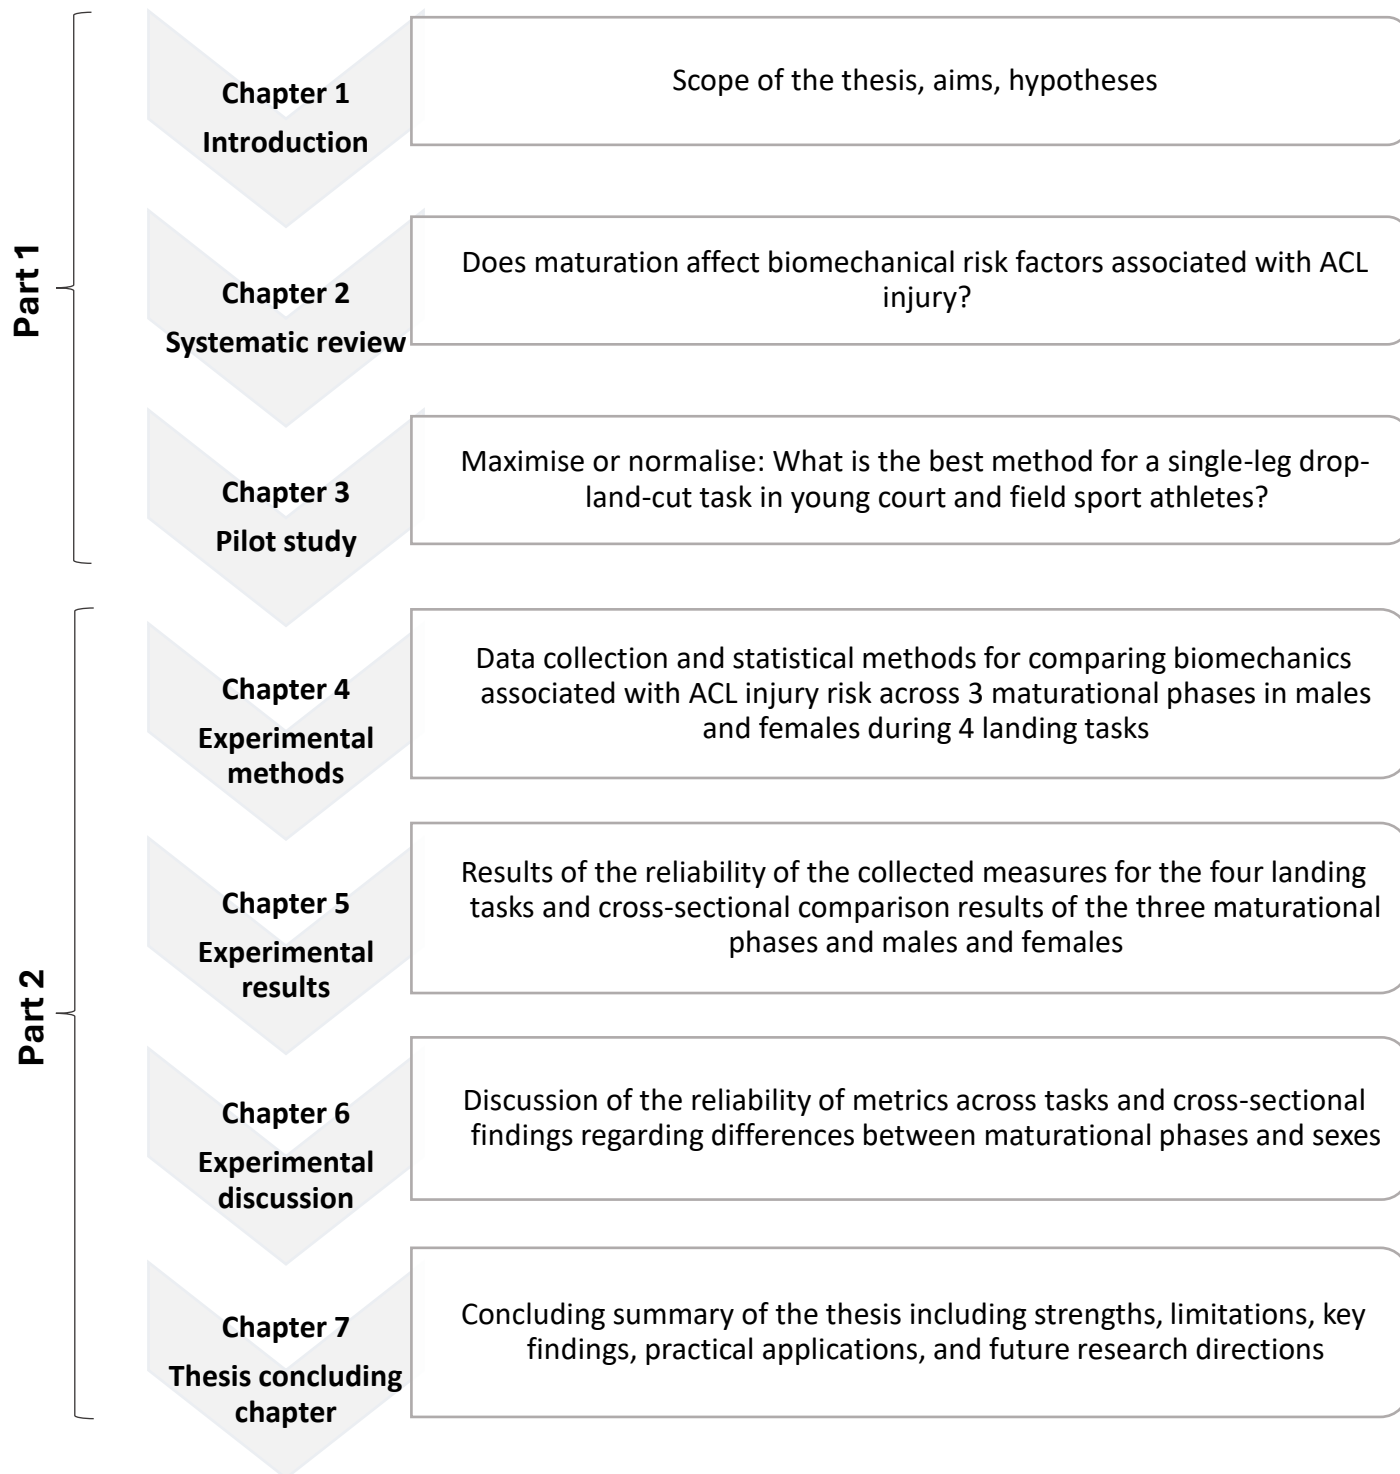 Part 1
Chapter 1
Introduction
Scope of the thesis, aims, hypotheses
Chapter 2
Systematic review
Does maturation affect biomechanical risk factors associated with ACL
injury?
Chapter 3
Pilot study
Maximise or normalise: What is the best method for a single-leg drop-
land-cut task in young court and field sport athletes?
Part 2
Chapter 4
Experimental
methods
Data collection and statistical methods for comparing biomechanics
associated with ACL injury risk across 3 maturational phases in males
and females during 4 landing tasks
Chapter 5
Experimental
results
Results of the reliability of the collected measures for the four landing
tasks and cross-sectional comparison results of the three maturational
phases and males and females
Chapter 6
Experimental
discussion
Discussion of the reliability of metrics across tasks and cross-sectional
findings regarding differences between maturational phases and sexes
Chapter 7
Thesis concluding
chapter
Concluding summary of the thesis including strengths, limitations, key
findings, practical applications, and future research directions